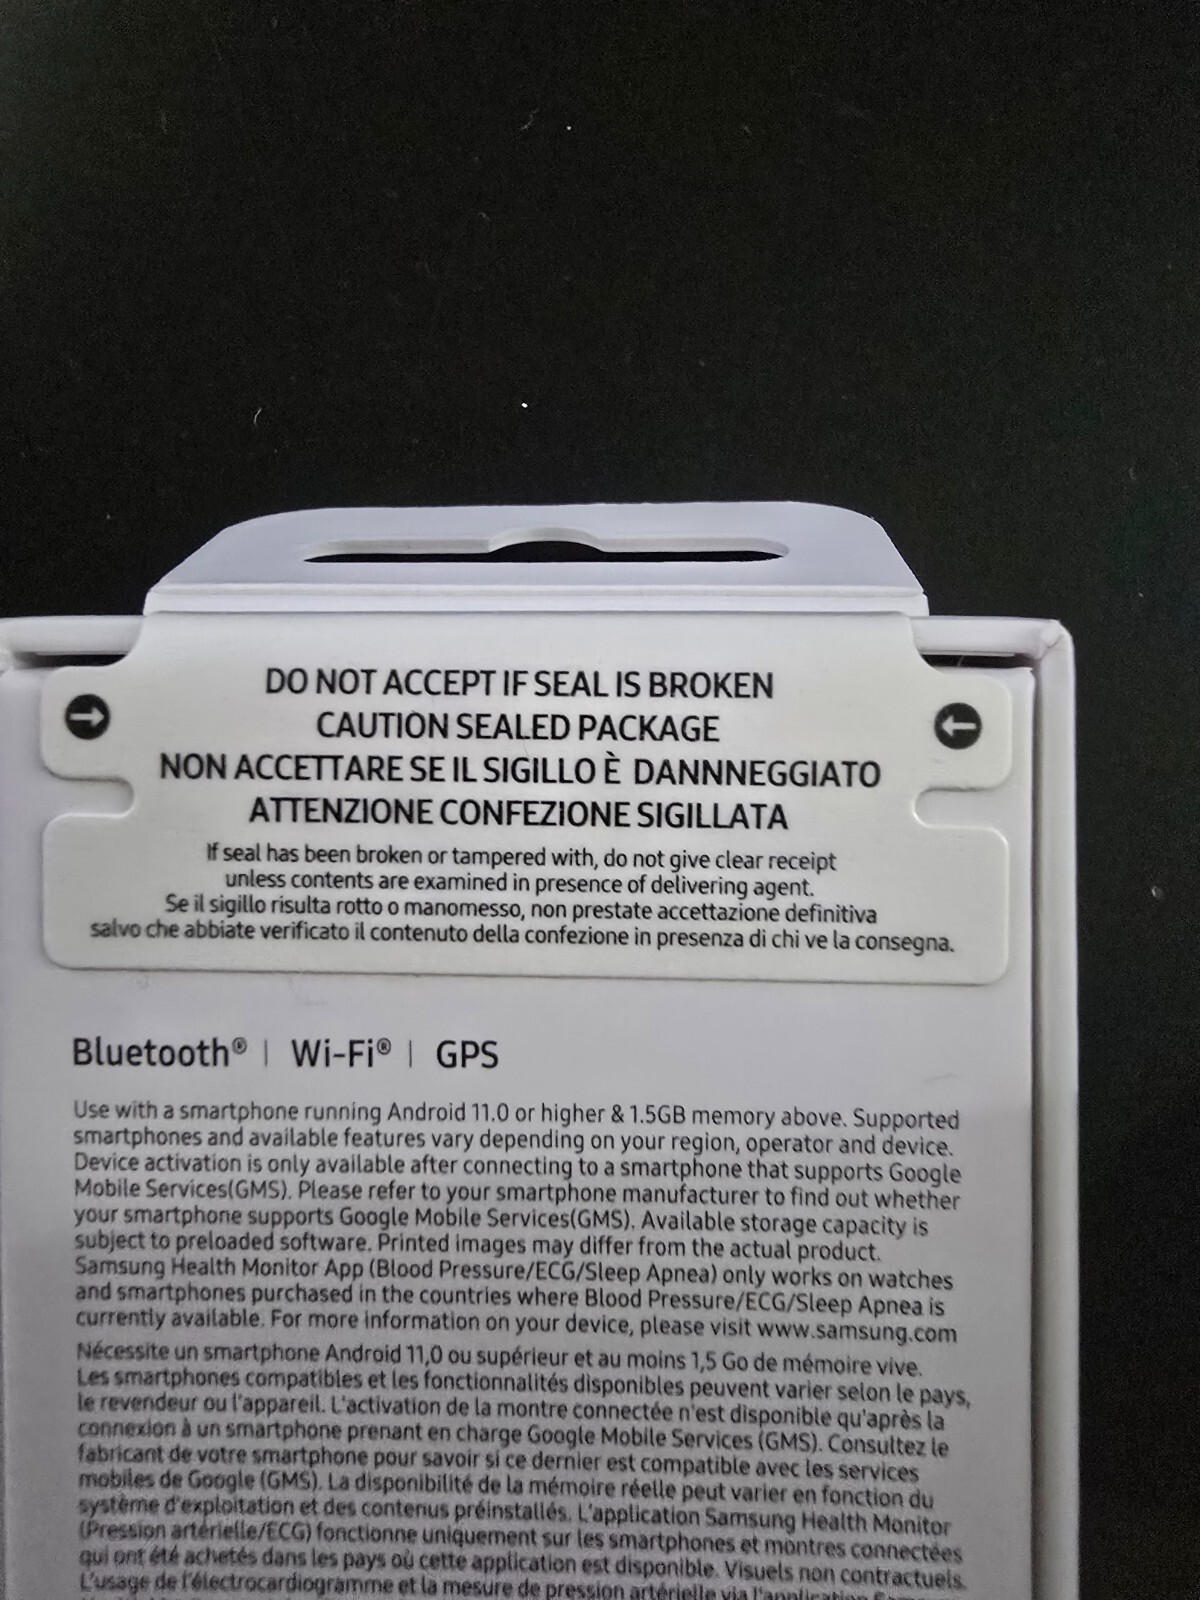 DO NOT ACCEPT IF SEAL IS BROKEN
CAUTION SEALED PACKAGE
NON ACCETTARE SE IL SIGILLO È DANNNEGGIATO
ATTENZIONE CONFEZIONE SIGILLATA
If seal has been broken or tampered with, do not give clear receipt
unless contents are examined in presence of delivering agent.
Se il sigillo risulta rotto o manomesso, non prestate accettazione definitiva
salvo che abbiate verificato il contenuto della confezione in presenza di chi ve la consegna.
Bluetooth® | Wi-Fi® | GPS
Use with a smartphone running Android 11.0 or higher & 1.5GB memory above. Supported
smartphones and available features vary depending on your region, operator and device.
Device activation is only available after connecting to a smartphone that supports Google
Mobile Services(GMS). Please refer to your smartphone manufacturer to find out whether
your smartphone supports Google Mobile Services(GMS). Available storage capacity is
subject to preloaded software. Printed images may differ from the actual product.
Samsung Health Monitor App (Blood Pressure/ECG/Sleep Apnea) only works on watches
and smartphones purchased in the countries where Blood Pressure/ECG/Sleep Apnea is
currently available. For more information on your device, please visit www.samsung.com
Nécessite un smartphone Android 11,0 ou supérieur et au moins 1,5 Go de mémoire vive.
Les smartphones compatibles et les fonctionnalités disponibles peuvent varier selon le pays,
le revendeur ou l'appareil. L'activation de la montre connectée n'est disponible qu'après la
connexion à un smartphone prenant en charge Google Mobile Services (GMS). Consultez le
fabricant de votre smartphone pour savoir si ce dernier est compatible avec les services
mobiles de Google (GMS). La disponibilité de la mémoire réelle peut varier en fonction du
système d'exploitation et des contenus préinstallés. L'application Samsung Health Monitor
(Pression artérielle/ECG) fonctionne uniquement sur les smartphones et montres connectées
qui ont été achetés dans les pays où cette application est disponible. Visuels non contractuels.
L'usage de l'électrocardiogramme et la mesure de pression artérielle via l'application